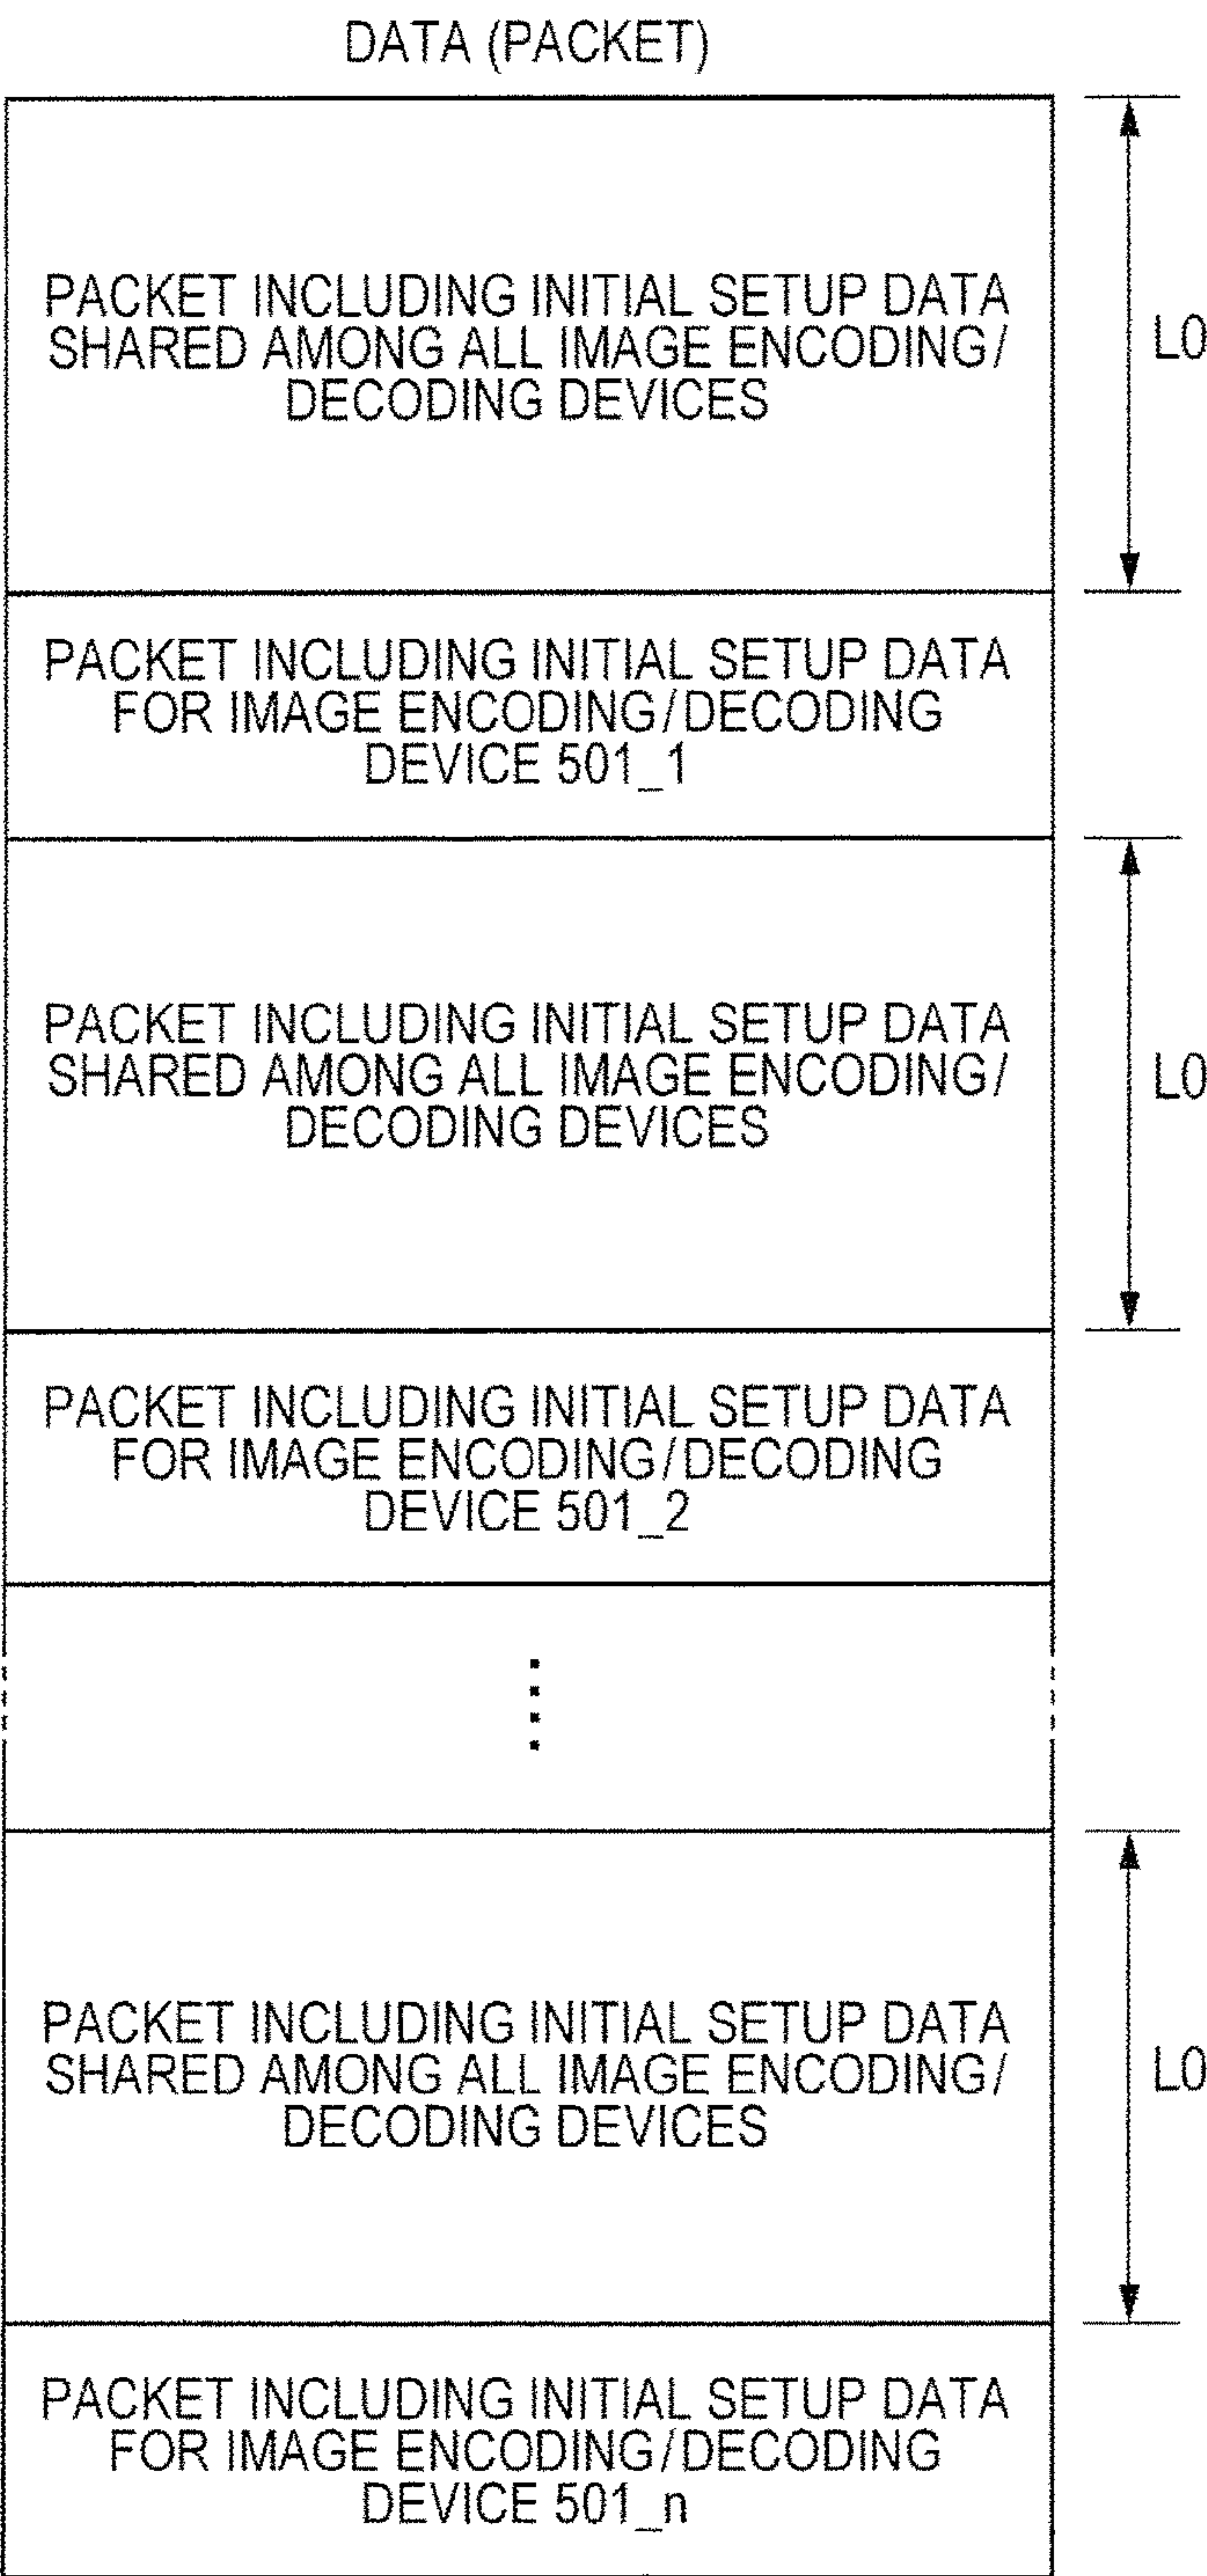 DATA (PACKET)
PACKET INCLUDING INITIAL SETUP DATA
SHARED AMONG ALL IMAGE ENCODING/
DECODING DEVICES
L0
PACKET INCLUDING INITIAL SETUP DATA
FOR IMAGE ENCODING/DECODING
DEVICE 501_1
PACKET INCLUDING INITIAL SETUP DATA
SHARED AMONG ALL IMAGE ENCODING/
DECODING DEVICES
L0
PACKET INCLUDING INITIAL SETUP DATA
FOR IMAGE ENCODING/DECODING
DEVICE 501_2
PACKET INCLUDING INITIAL SETUP DATA
SHARED AMONG ALL IMAGE ENCODING/
DECODING DEVICES
L0
PACKET INCLUDING INITIAL SETUP DATA
FOR IMAGE ENCODING/DECODING
DEVICE 501_n